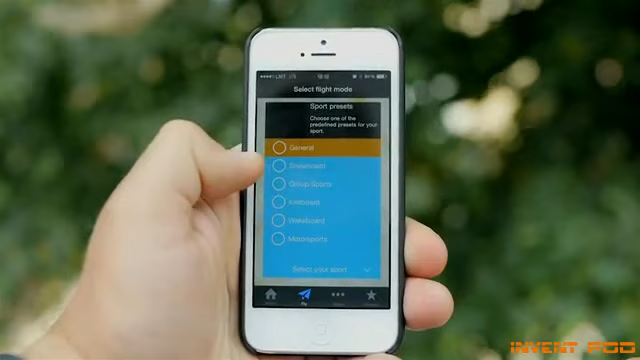 LMT
Select flight mode
Sport presets
Choose one of the
predefined presets for your
sport.
General
Snowboard
Group Sports
Kiteboard
Wakeboard
Motorsports
Select your sport
INVENT POD